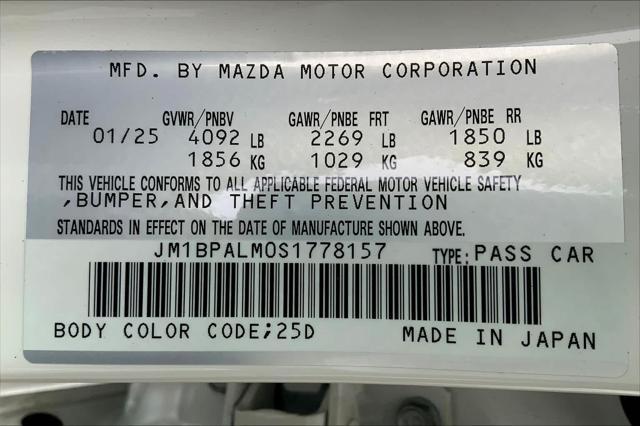 MFD. BY MAZDA MOTOR CORPORATION
DATE GVWR/PNBV GAWR/PNBE FRT GAWR/PNBE RR
01/25 4092 LB 2269 LB 1850 LB
1856 KG 1029 KG 839 KG
THIS VEHICLE CONFORMS TO ALL APPLICABLE FEDERAL MOTOR VEHICLE SAFETY
,BUMPER,AND THEFT PREVENTION
STANDARDS IN EFFECT ON THE DATE OF MANUFACTURE SHOWN ABOVE.
JM1BPALM0S1778157 TYPE: PASS CAR
BODY COLOR CODE;25D MADE IN JAPAN